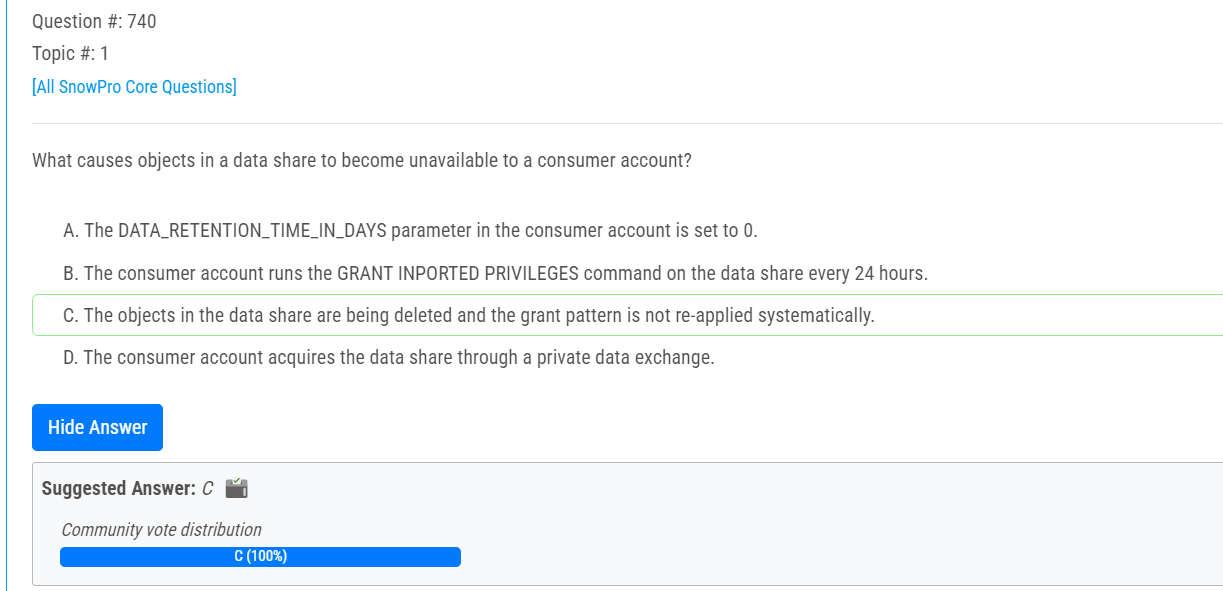 Question #: 740
Topic #: 1
[All SnowPro Core Questions]
What causes objects in a data share to become unavailable to a consumer account?
A. The DATA_RETENTION_TIME_IN_DAYS parameter in the consumer account is set to 0.
B. The consumer account runs the GRANT INPORTED PRIVILEGES command on the data share every 24 hours.
C. The objects in the data share are being deleted and the grant pattern is not re-applied systematically.
D. The consumer account acquires the data share through a private data exchange.
Hide Answer
Suggested Answer: C
Community vote distribution
C (100%)